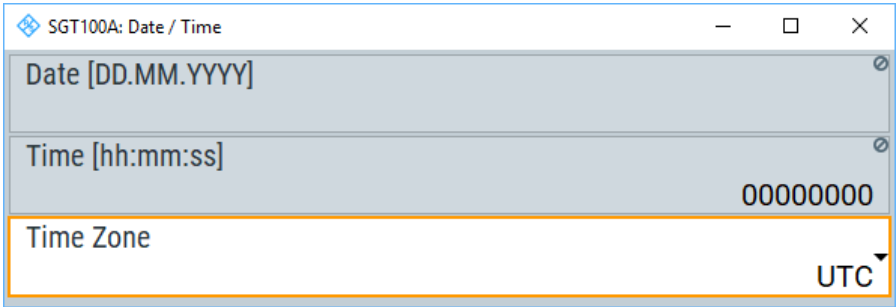 SGT100A: Date / Time
Date [DD.MM.YYYY]
Time [hh:mm:ss]
00000000
Time Zone
UTC